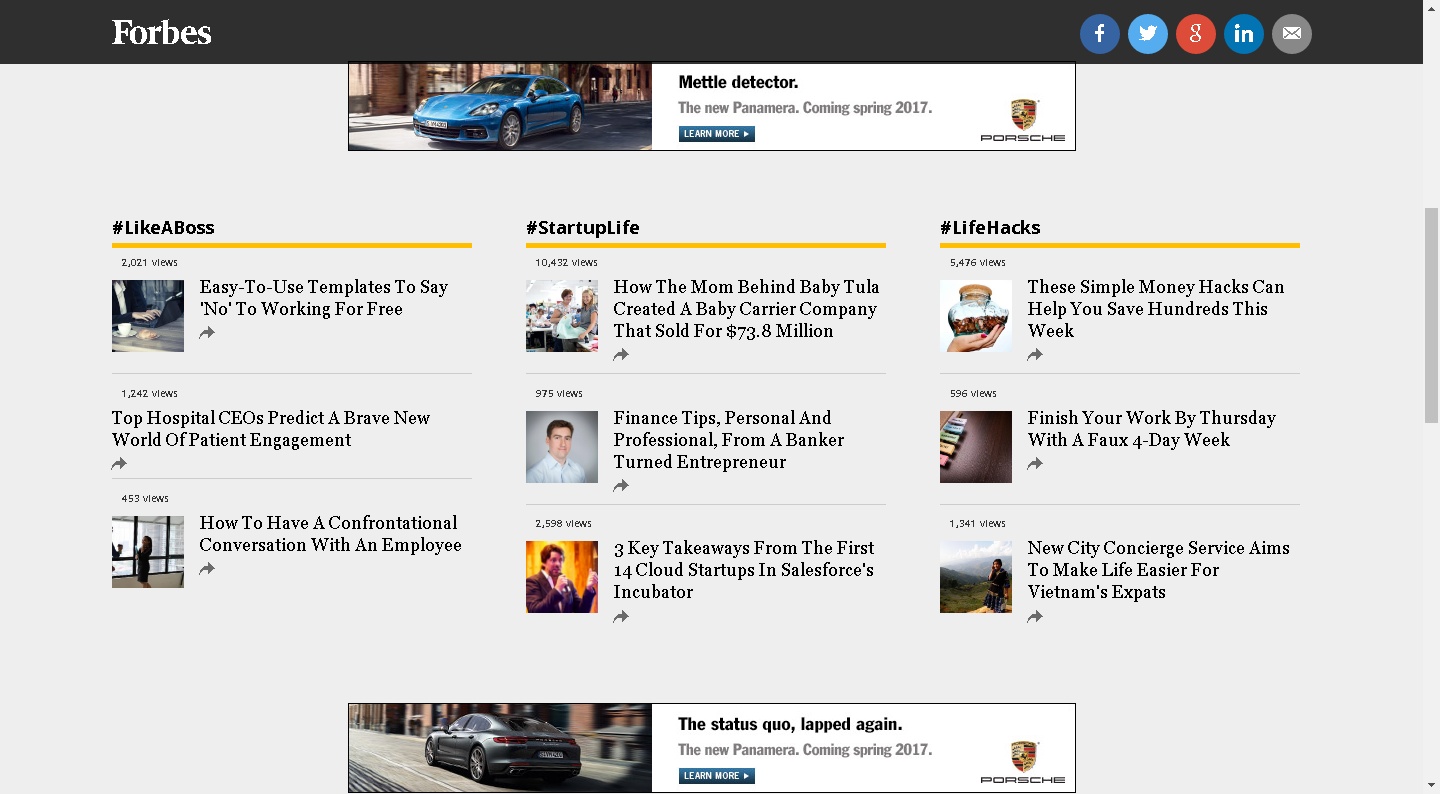 Forbes
Mettle detector.
The new Panamera. Coming spring 2017.
LEARN MORE
PORSCHE
#LikeABoss
2,021 views
Easy-To-Use Templates To Say
'No' To Working For Free
1,242 views
Top Hospital CEOs Predict A Brave New
World Of Patient Engagement
453 views
How To Have A Confrontational
Conversation With An Employee
#StartupLife
10,432 views
How The Mom Behind Baby Tula
Created A Baby Carrier Company
That Sold For $73.8 Million
975 views
Finance Tips, Personal And
Professional, From A Banker
Turned Entrepreneur
2,598 views
3 Key Takeaways From The First
14 Cloud Startups In Salesforce's
Incubator
#LifeHacks
5,476 views
These Simple Money Hacks Can
Help You Save Hundreds This
Week
596 views
Finish Your Work By Thursday
With A Faux 4-Day Week
1,341 views
New City Concierge Service Aims
To Make Life Easier For
Vietnam's Expats
The status quo, lapped again.
The new Panamera. Coming spring 2017.
LEARN MORE
PORSCHE